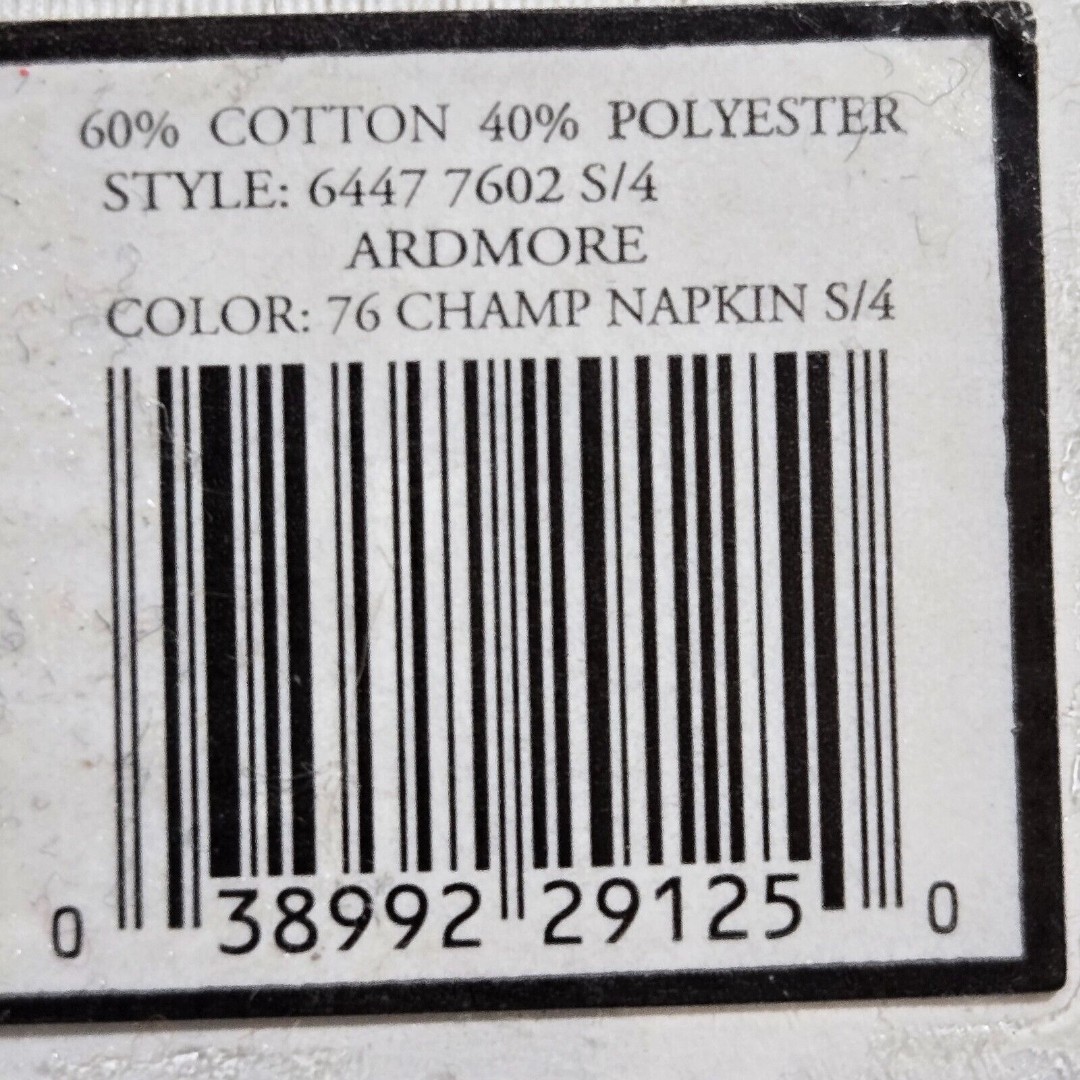 60% COTTON 40% POLYESTER
STYLE: 6447 7602 S/4
ARDMORE
COLOR: 76 CHAMP NAPKIN S/4
0 38992 29125 0